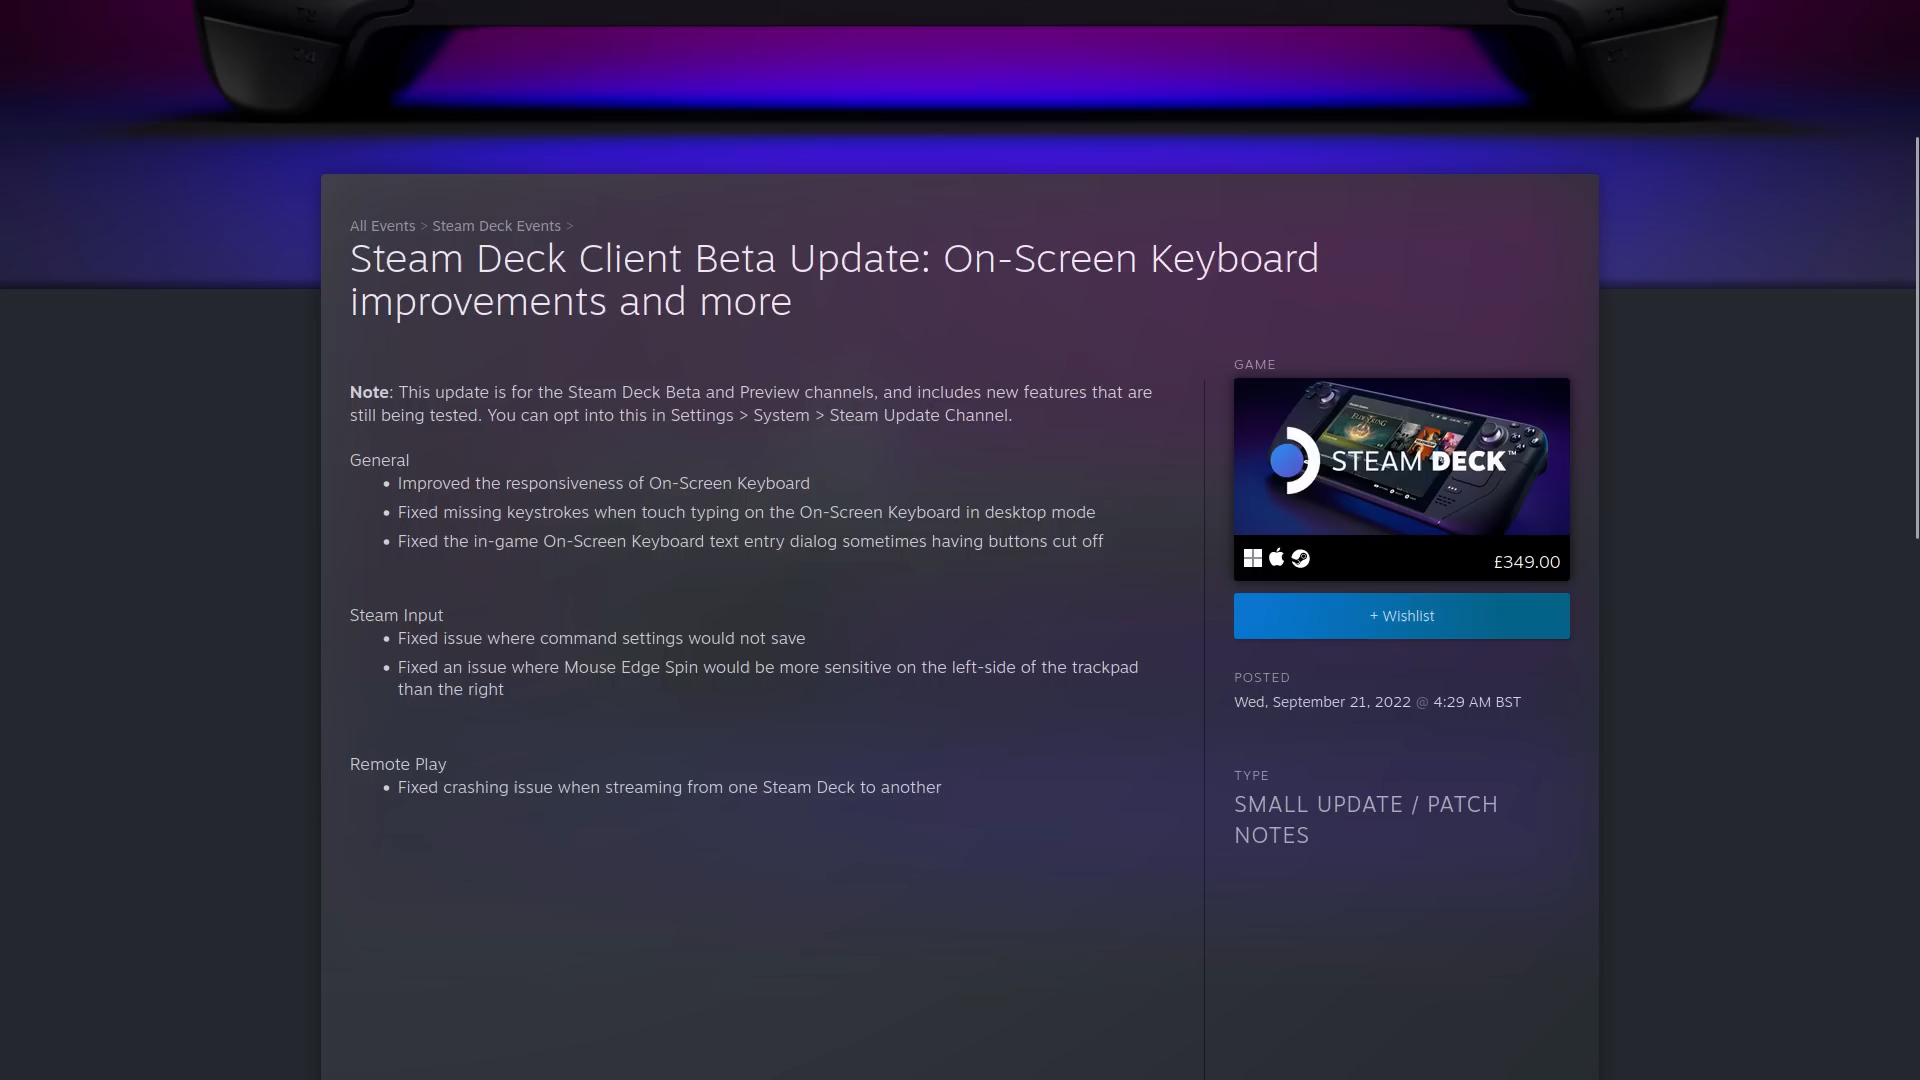 All Events > Steam Deck Events >
Steam Deck Client Beta Update: On-Screen Keyboard
improvements and more
Note: This update is for the Steam Deck Beta and Preview channels, and includes new features that are
still being tested. You can opt into this in Settings > System > Steam Update Channel.
General
• Improved the responsiveness of On-Screen Keyboard
• Fixed missing keystrokes when touch typing on the On-Screen Keyboard in desktop mode
• Fixed the in-game On-Screen Keyboard text entry dialog sometimes having buttons cut off
Steam Input
• Fixed issue where command settings would not save
• Fixed an issue where Mouse Edge Spin would be more sensitive on the left-side of the trackpad
than the right
Remote Play
• Fixed crashing issue when streaming from one Steam Deck to another
GAME
ELDEN RING
STEAM DECK™
£349.00
+ Wishlist
POSTED
Wed, September 21, 2022 @ 4:29 AM BST
TYPE
SMALL UPDATE / PATCH
NOTES